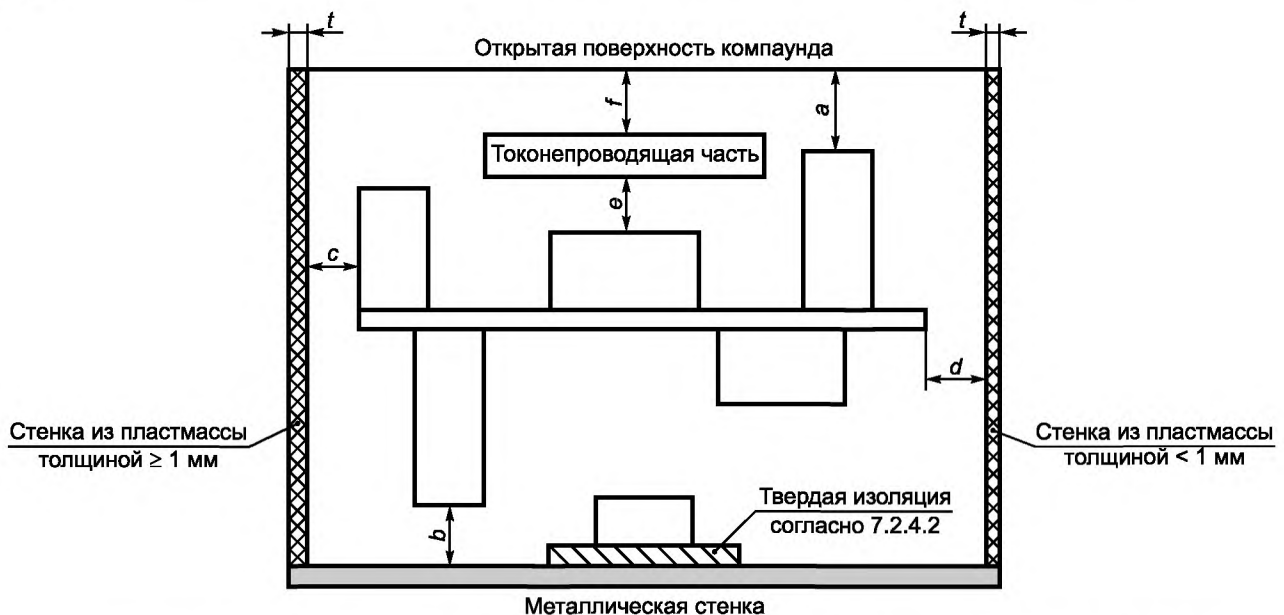 t
t
Открытая поверхность компаунда
f
a
Токонепроводящая часть
e
c
d
Стенка из пластмассы
толщиной ≥ 1 мм
Стенка из пластмассы
толщиной < 1 мм
Твердая изоляция
согласно 7.2.4.2
b
Металлическая стенка